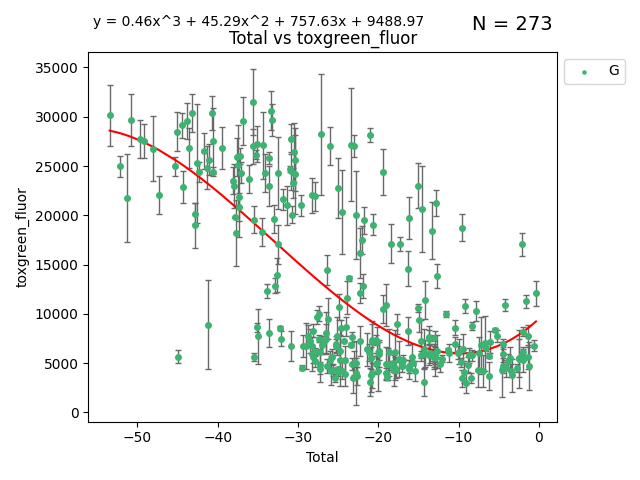 y = 0.46x^3 + 45.29x^2 + 757.63x + 9488.97
N = 273
Total vs toxgreen_fluor
G
35000
30000
25000
20000
15000
10000
5000
0
toxgreen_fluor
−50
−40
−30
−20
−10
0
Total